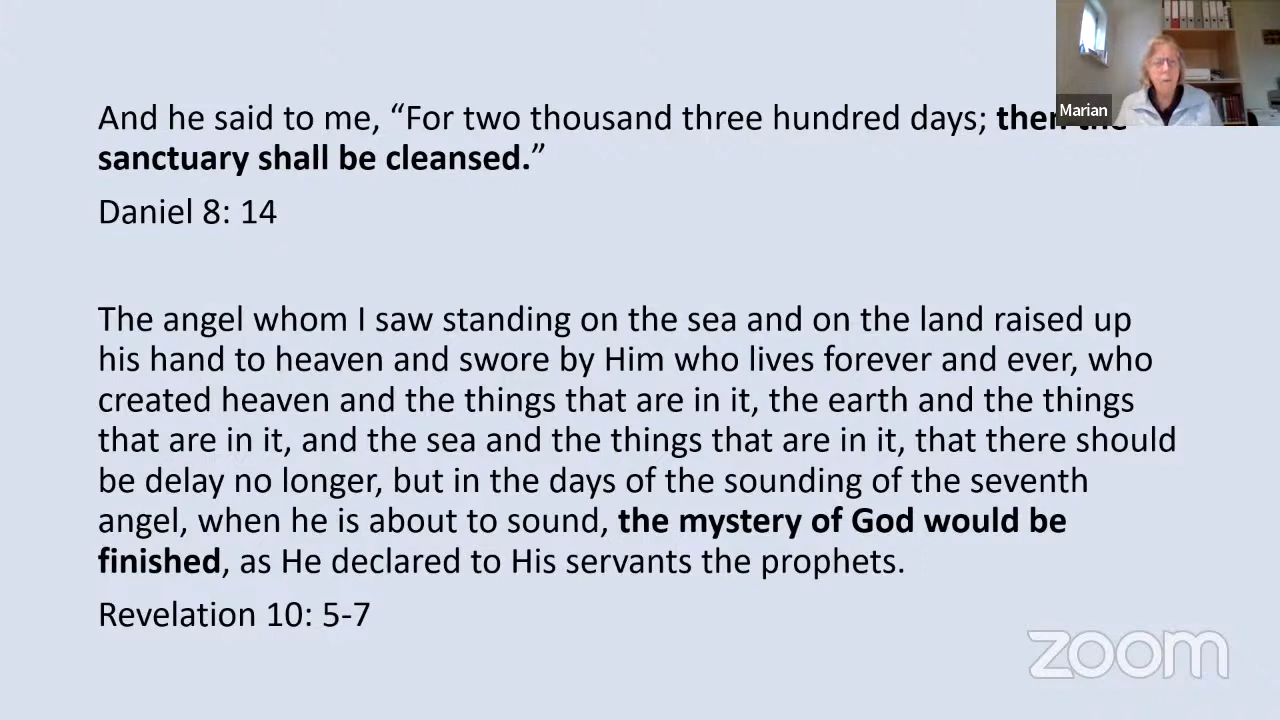 And he said to me, “For two thousand three hundred days; then the
sanctuary shall be cleansed.”
Daniel 8: 14
The angel whom I saw standing on the sea and on the land raised up
his hand to heaven and swore by Him who lives forever and ever, who
created heaven and the things that are in it, the earth and the things
that are in it, and the sea and the things that are in it, that there should
be delay no longer, but in the days of the sounding of the seventh
angel, when he is about to sound, the mystery of God would be
finished, as He declared to His servants the prophets.
Revelation 10: 5-7
Marian
zoom